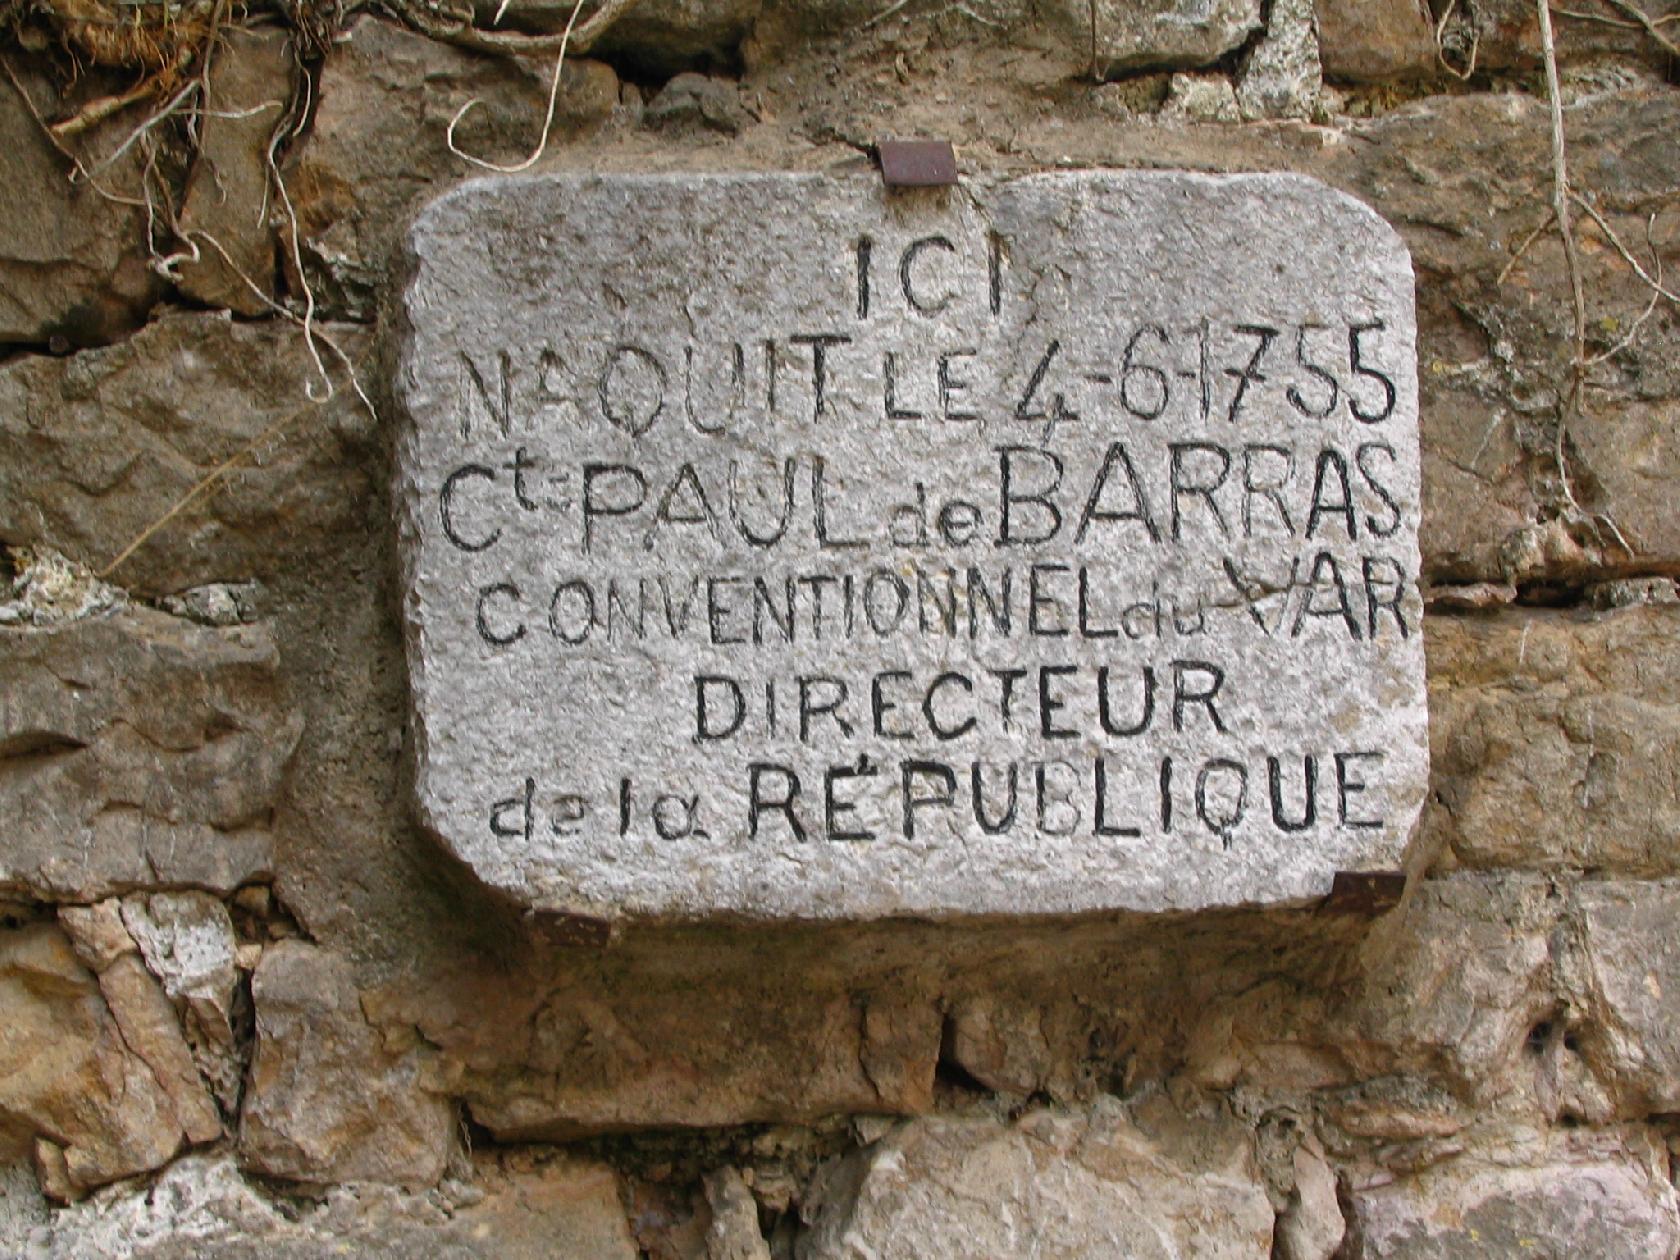 ICI
NAQUIT LE 4-6-1755
Ct PAUL de BARRAS
CONVENTIONNEL du VAR
DIRECTEUR
de la RÉPUBLIQUE